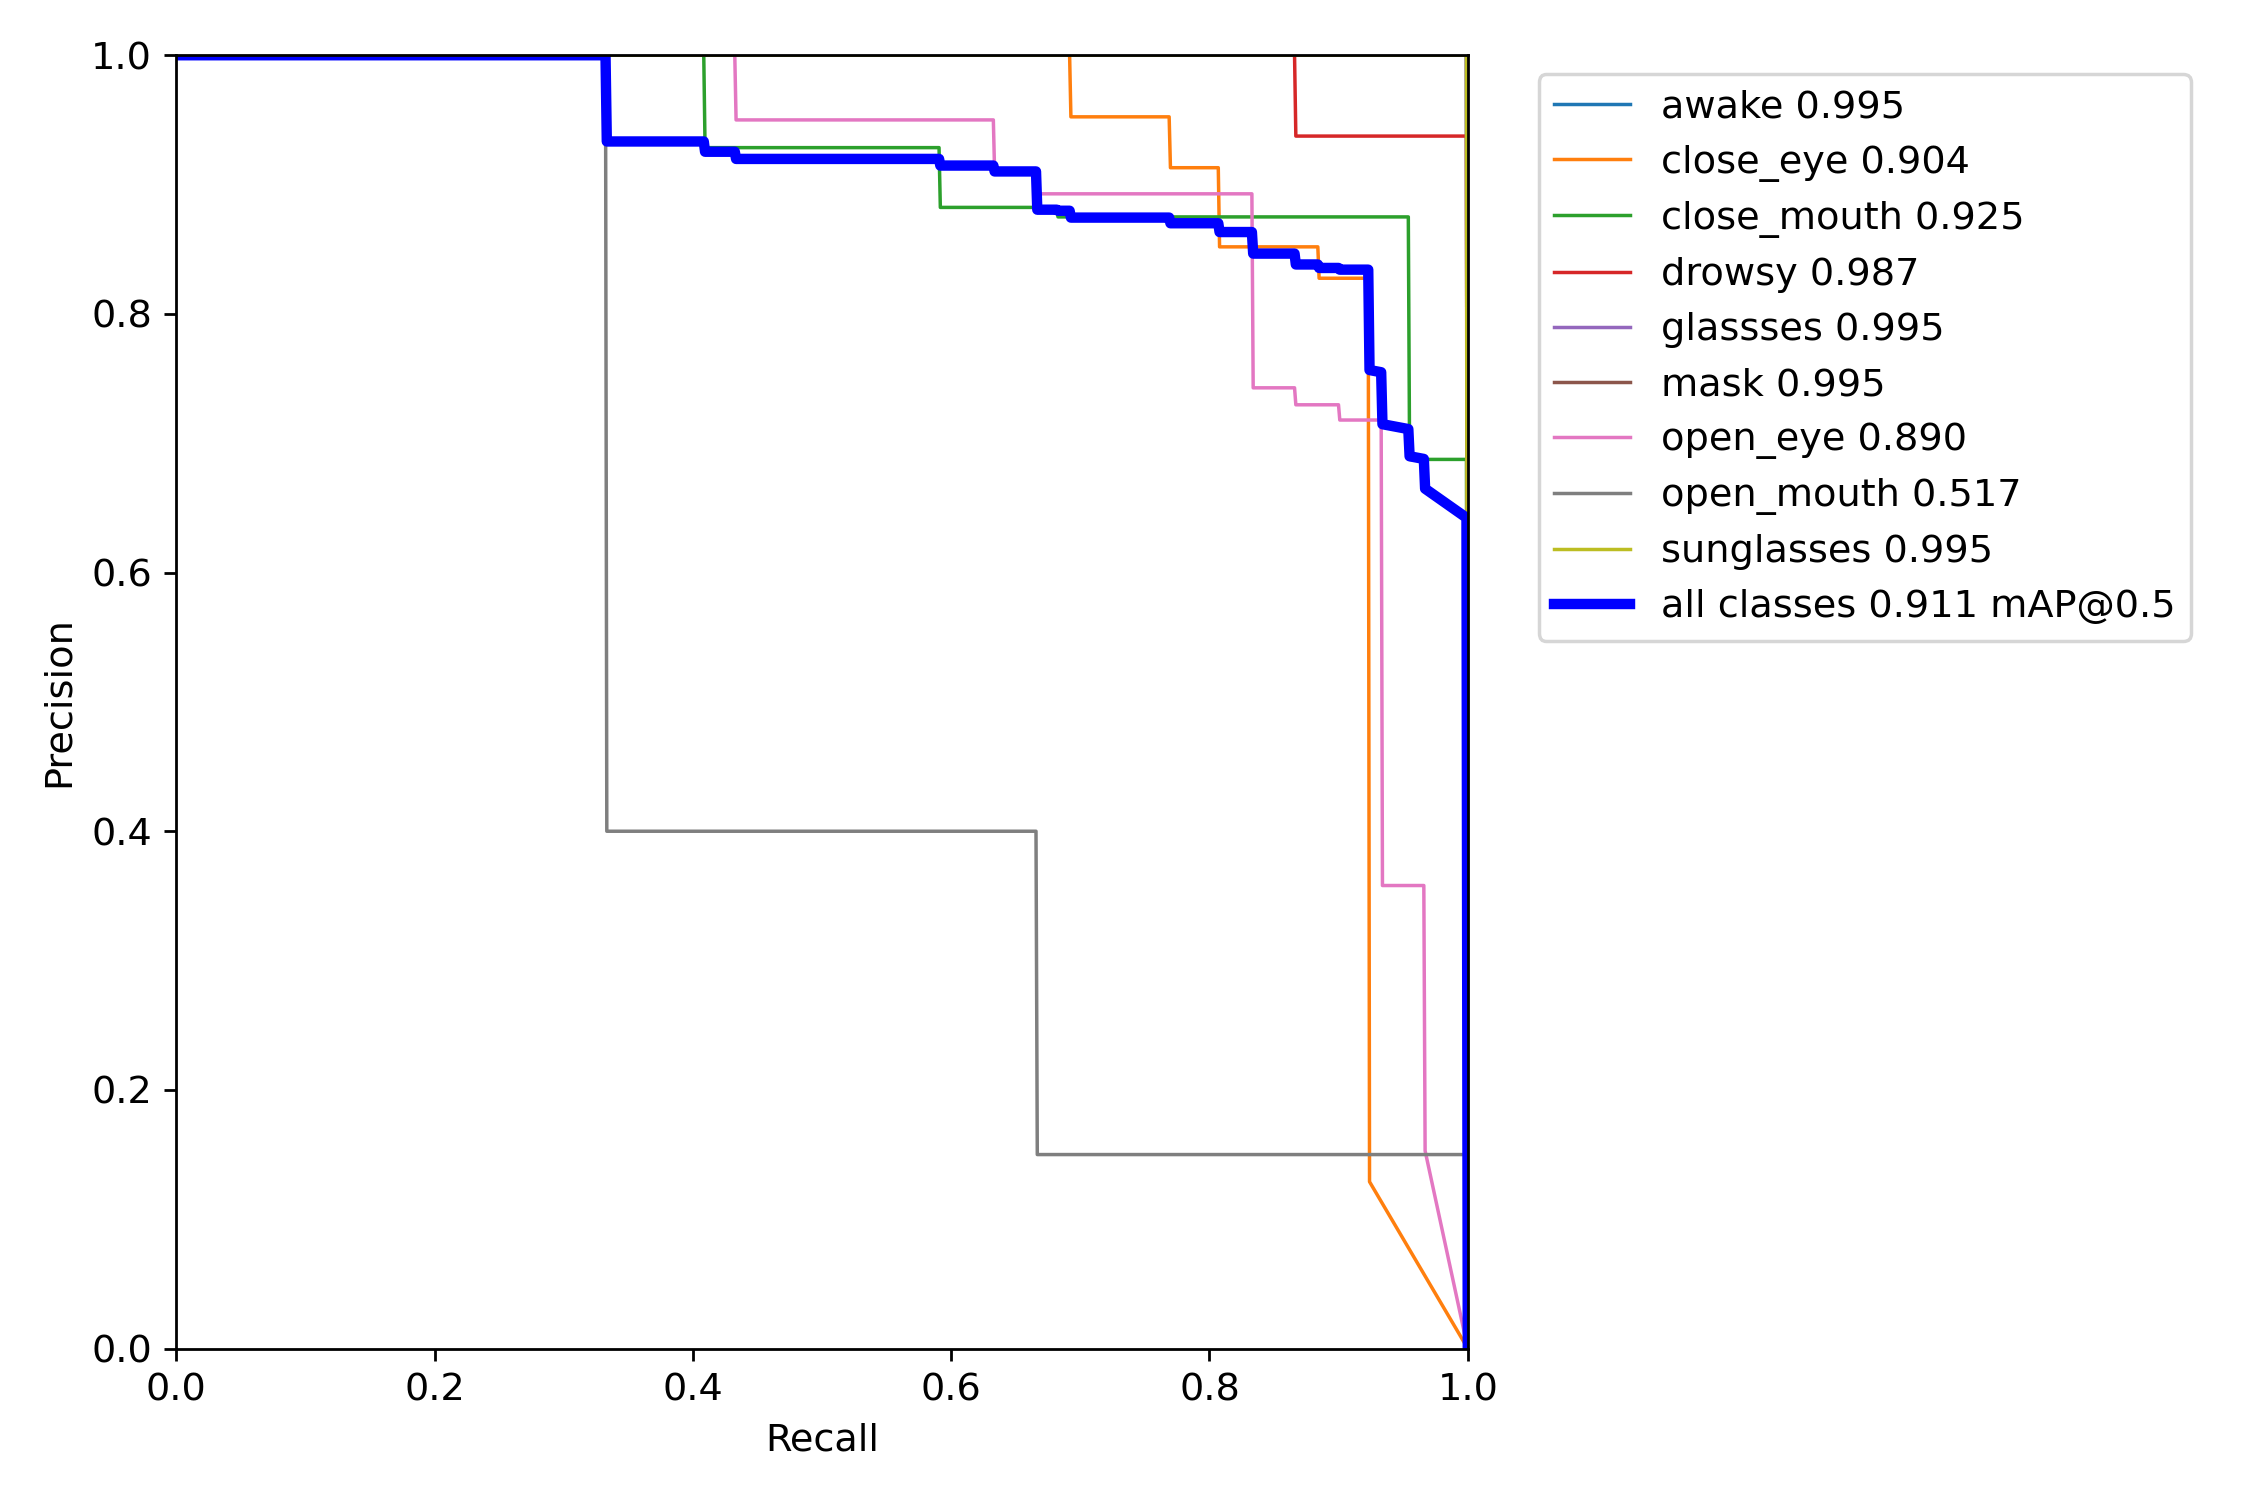 1.0
0.8
0.6
0.4
0.2
0.0
0.0 0.2 0.4 0.6 0.8 1.0
Precision
Recall
awake 0.995
close_eye 0.904
close_mouth 0.925
drowsy 0.987
glassses 0.995
mask 0.995
open_eye 0.890
open_mouth 0.517
sunglasses 0.995
all classes 0.911 mAP@0.5